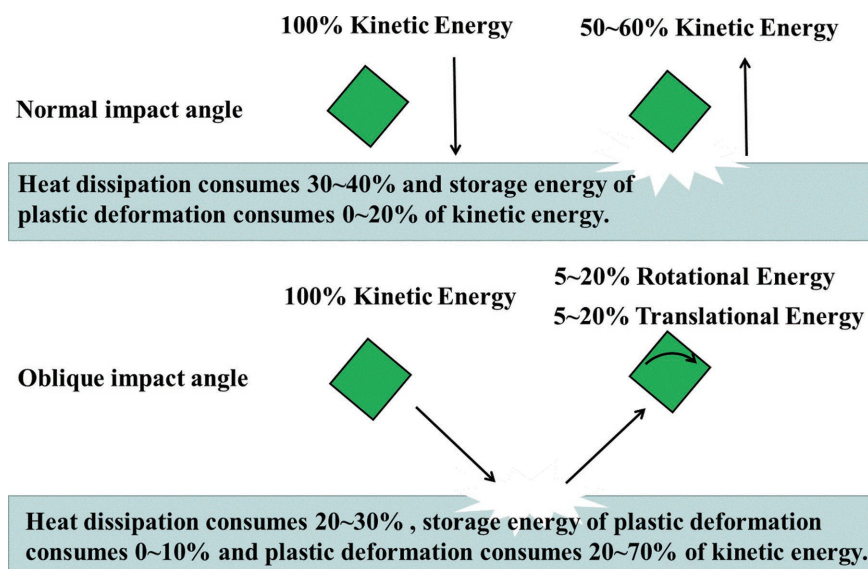 100% Kinetic Energy
50~60% Kinetic Energy
Normal impact angle
Heat dissipation consumes 30~40% and storage energy of
plastic deformation consumes 0~20% of kinetic energy.
100% Kinetic Energy
5~20% Rotational Energy
5~20% Translational Energy
Oblique impact angle
Heat dissipation consumes 20~30% , storage energy of plastic deformation
consumes 0~10% and plastic deformation consumes 20~70% of kinetic energy.